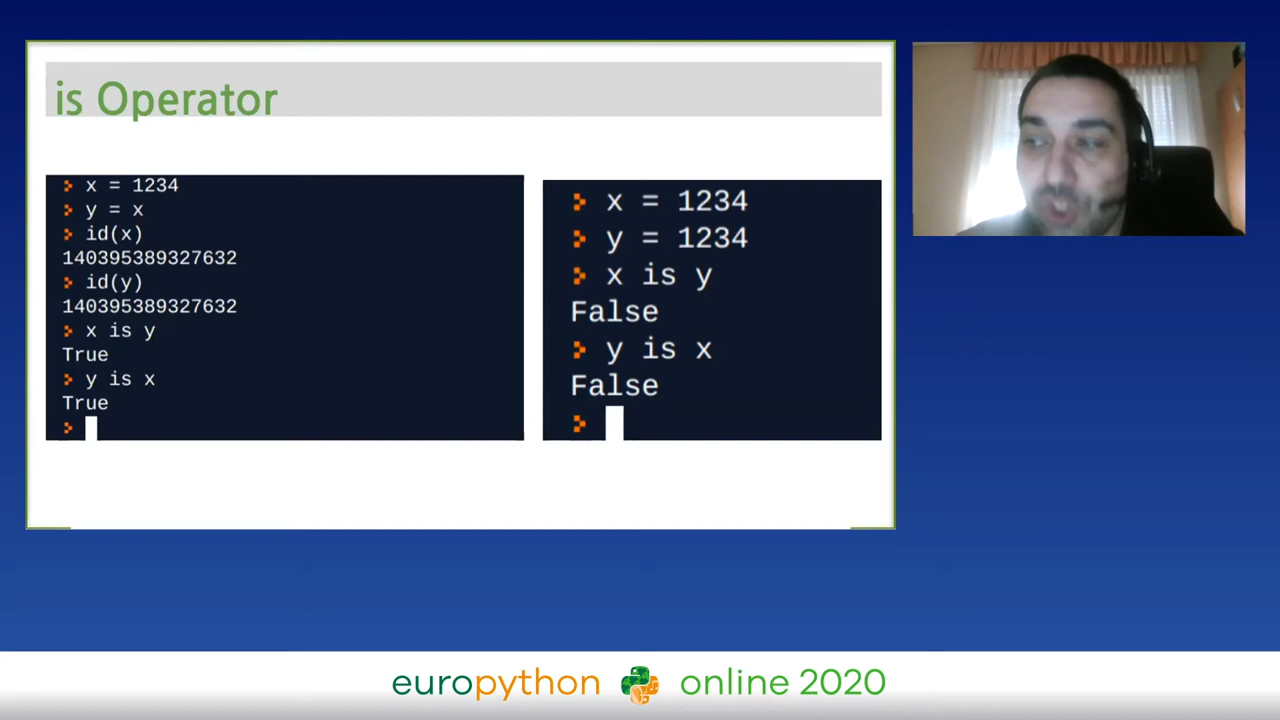 is Operator
> x = 1234
> y = x
> id(x)
140395389327632
> id(y)
140395389327632
> x is y
True
> y is x
True
>
> x = 1234
> y = 1234
> x is y
False
> y is x
False
>
europython online 2020